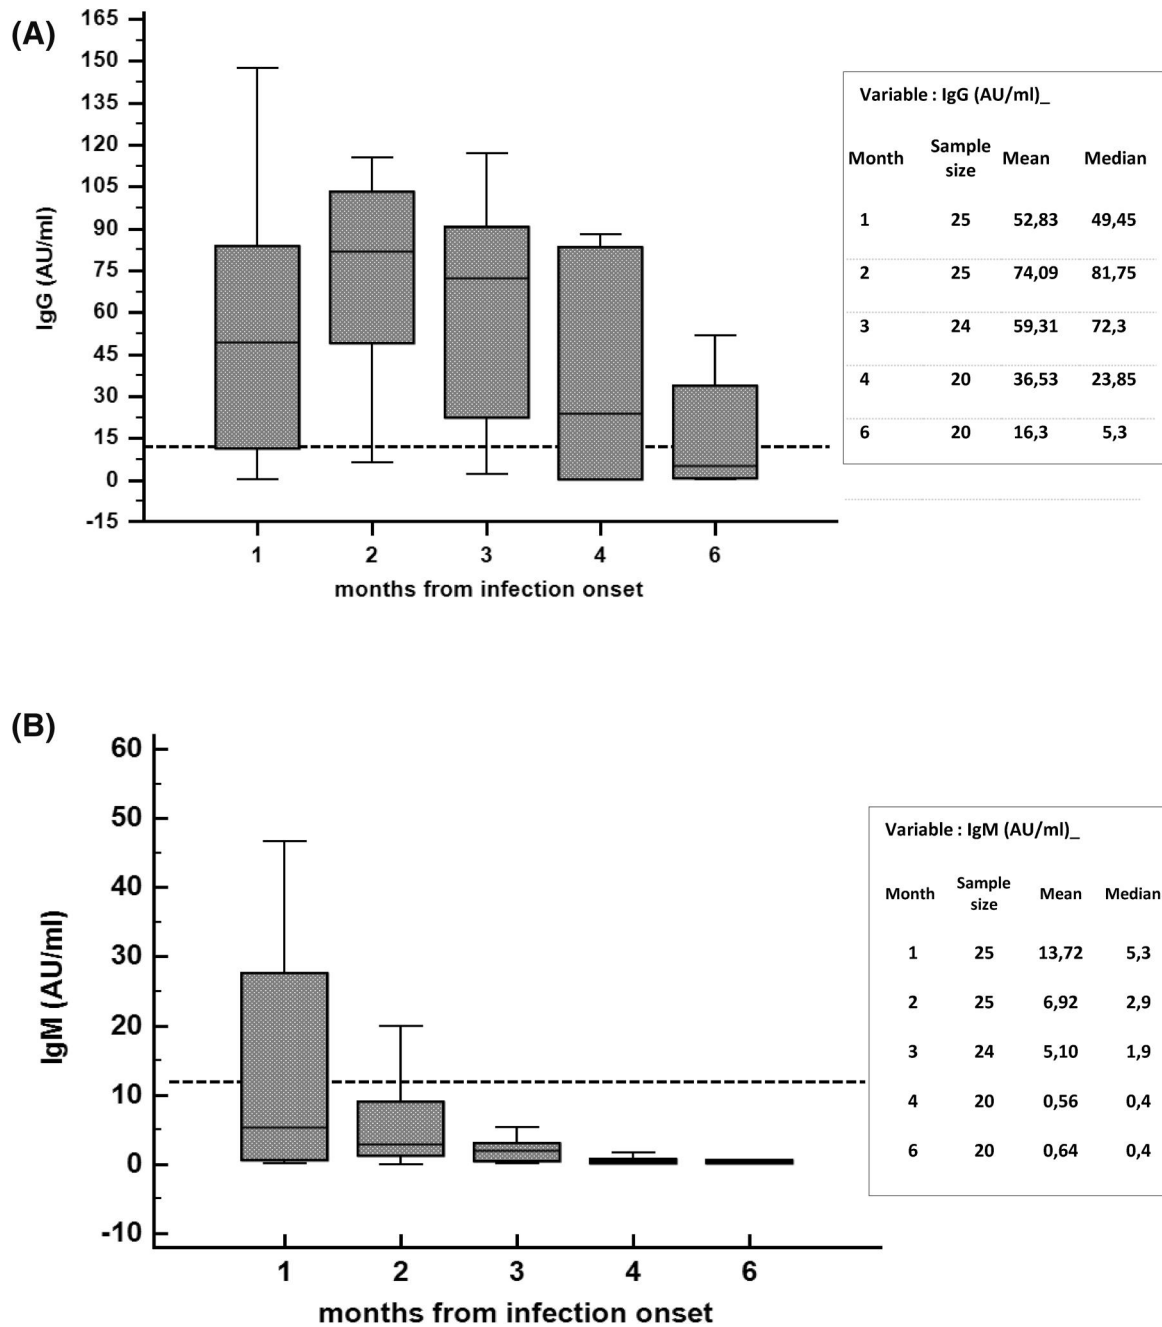 (A)
165
150
135
120
105
90
75
60
45
30
15
0
-15
IgG (AU/ml)
1 2 3 4 6
months from infection onset
Variable : IgG (AU/ml)_
Month Sample size Mean Median
1 25 52,83 49,45
2 25 74,09 81,75
3 24 59,31 72,3
4 20 36,53 23,85
6 20 16,3 5,3
(B)
60
50
40
30
20
10
0
-10
IgM (AU/ml)
1 2 3 4 6
months from infection onset
Variable : IgM (AU/ml)_
Month Sample size Mean Median
1 25 13,72 5,3
2 25 6,92 2,9
3 24 5,10 1,9
4 20 0,56 0,4
6 20 0,64 0,4